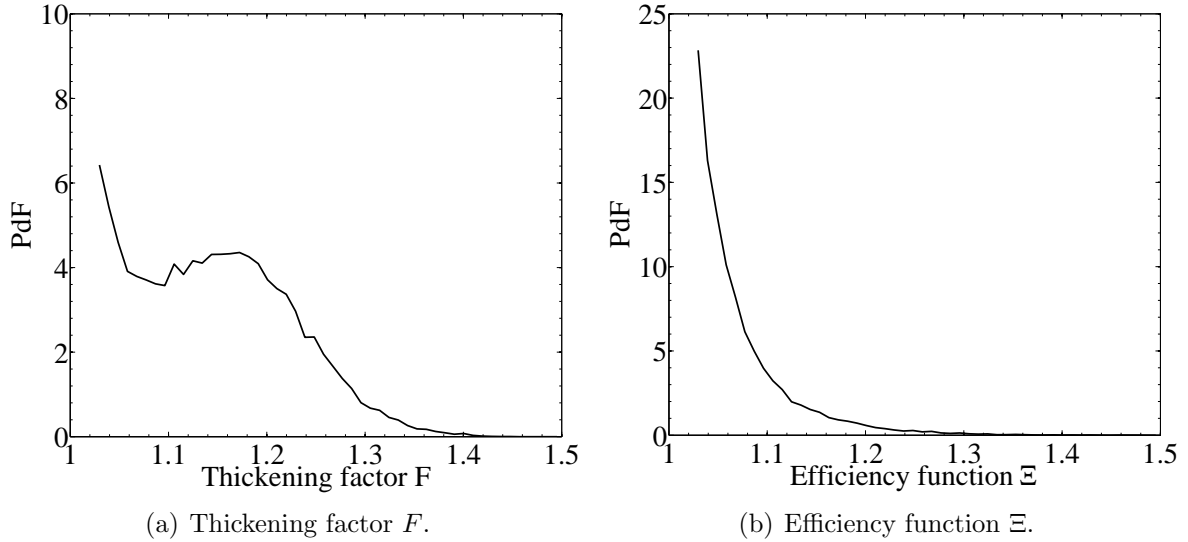 10
8
6
4
2
0
PdF
1 1.1 1.2 1.3 1.4 1.5
Thickening factor F
(a) Thickening factor F.
25
20
15
10
5
0
PdF
1 1.1 1.2 1.3 1.4 1.5
Efficiency function Ξ
(b) Efficiency function Ξ.